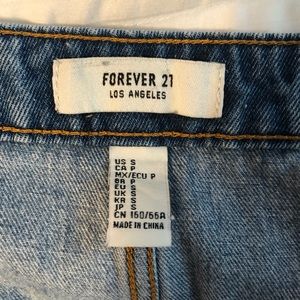 FOREVER 21
LOS ANGELES
US S
CA P
MX/ECU P
BR P
EU S
UK S
KR S
JP S
CN 160/66A
MADE IN CHINA